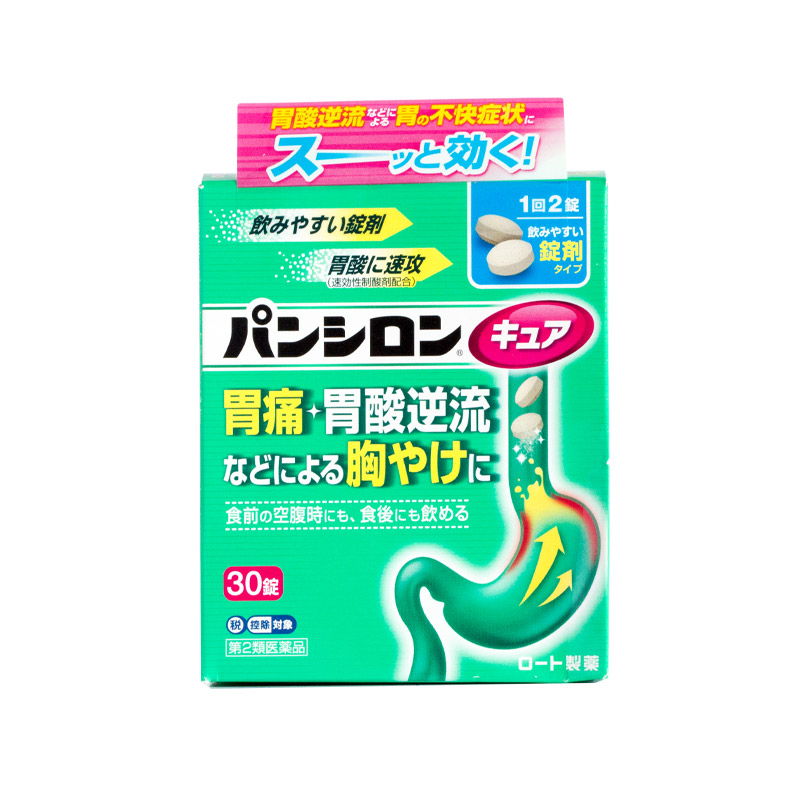 胃酸逆流などによる胃の不快症状に
スーッと効く!
飲みやすい錠剤
1回2錠
飲みやすい
錠剤
タイプ
胃酸に速攻
(速効性制酸剤配合)
パンシロン® キュア
胃痛・胃酸逆流
などによる胸やけに
食前の空腹時にも、食後にも飲める
30錠
税 控除 対象
第2類医薬品
ロート製薬